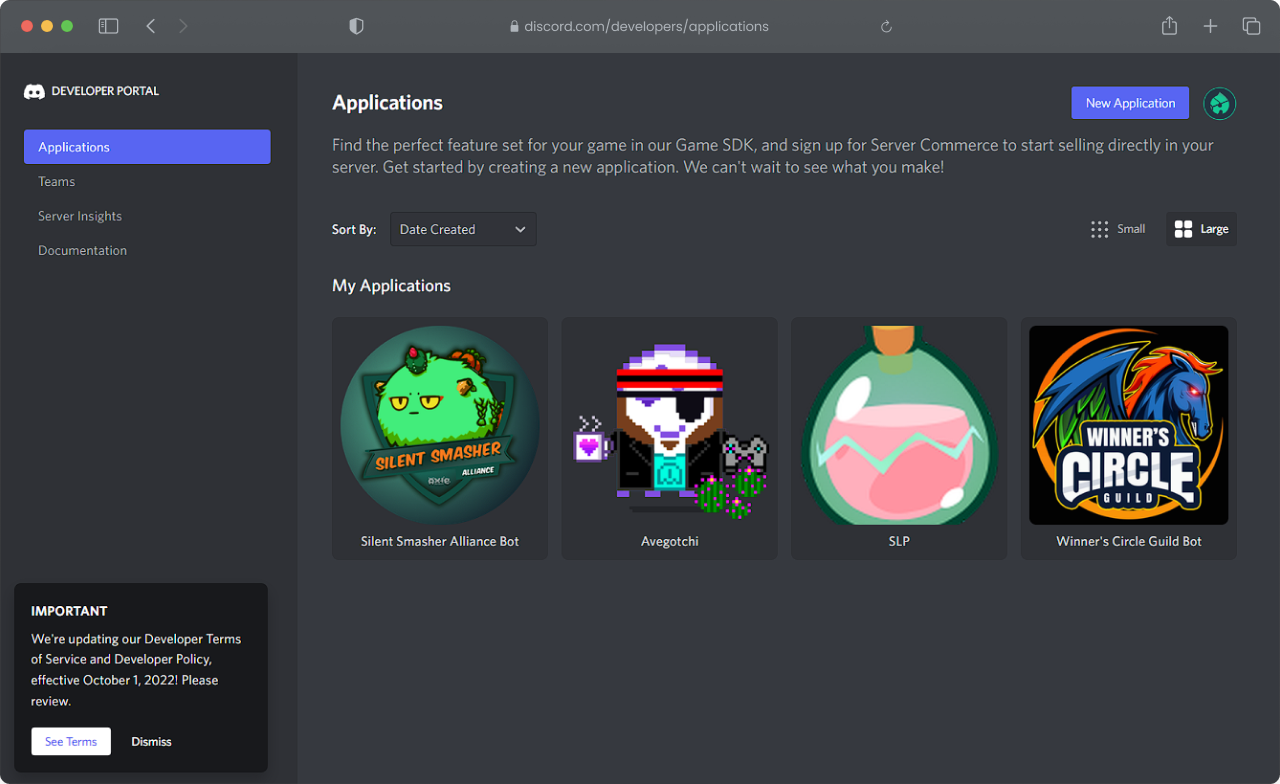 discord.com/developers/applications
DEVELOPER PORTAL
Applications
Teams
Server Insights
Documentation
Applications
New Application
Find the perfect feature set for your game in our Game SDK, and sign up for Server Commerce to start selling directly in your
server. Get started by creating a new application. We can't wait to see what you make!
Sort By:
Date Created
Small
Large
My Applications
SILENT SMASHER
ALLIANCE
axie
Silent Smasher Alliance Bot
Avegotchi
SLP
WINNER'S
CIRCLE
GUILD
Winner's Circle Guild Bot
IMPORTANT
We're updating our Developer Terms
of Service and Developer Policy,
effective October 1, 2022! Please
review.
See Terms
Dismiss